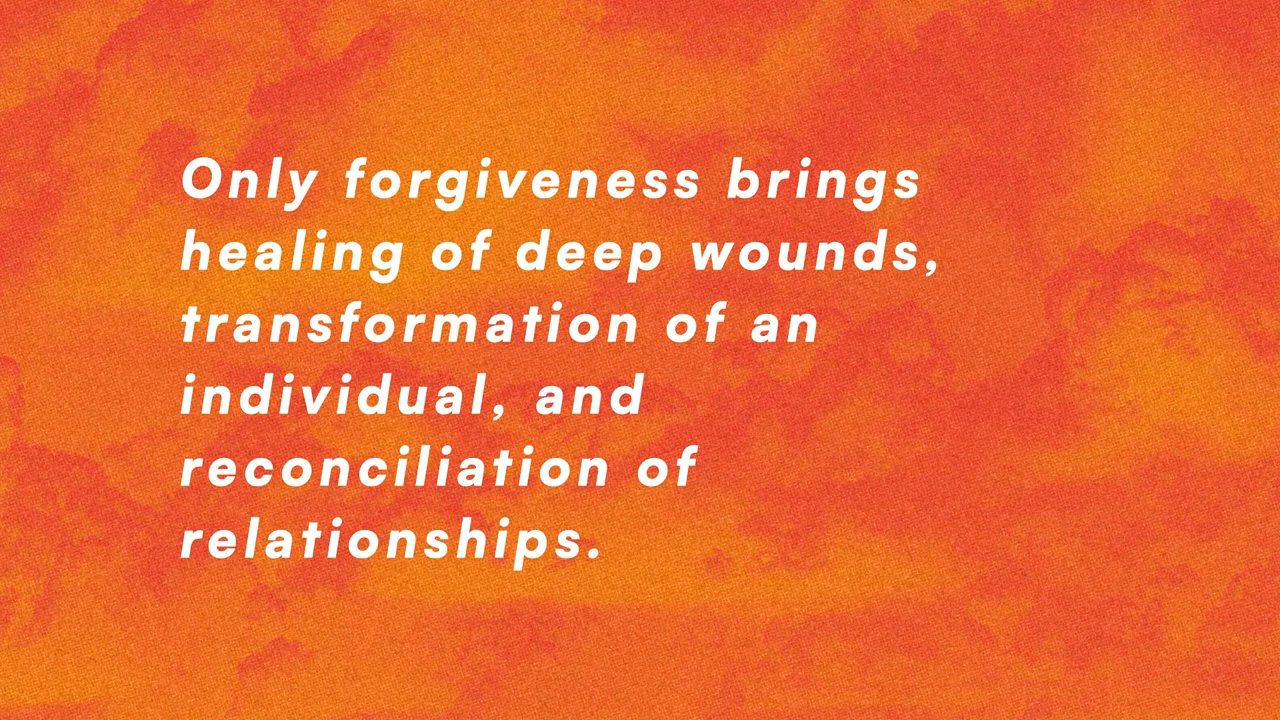 Only forgiveness brings
healing of deep wounds,
transformation of an
individual, and
reconciliation of
relationships.